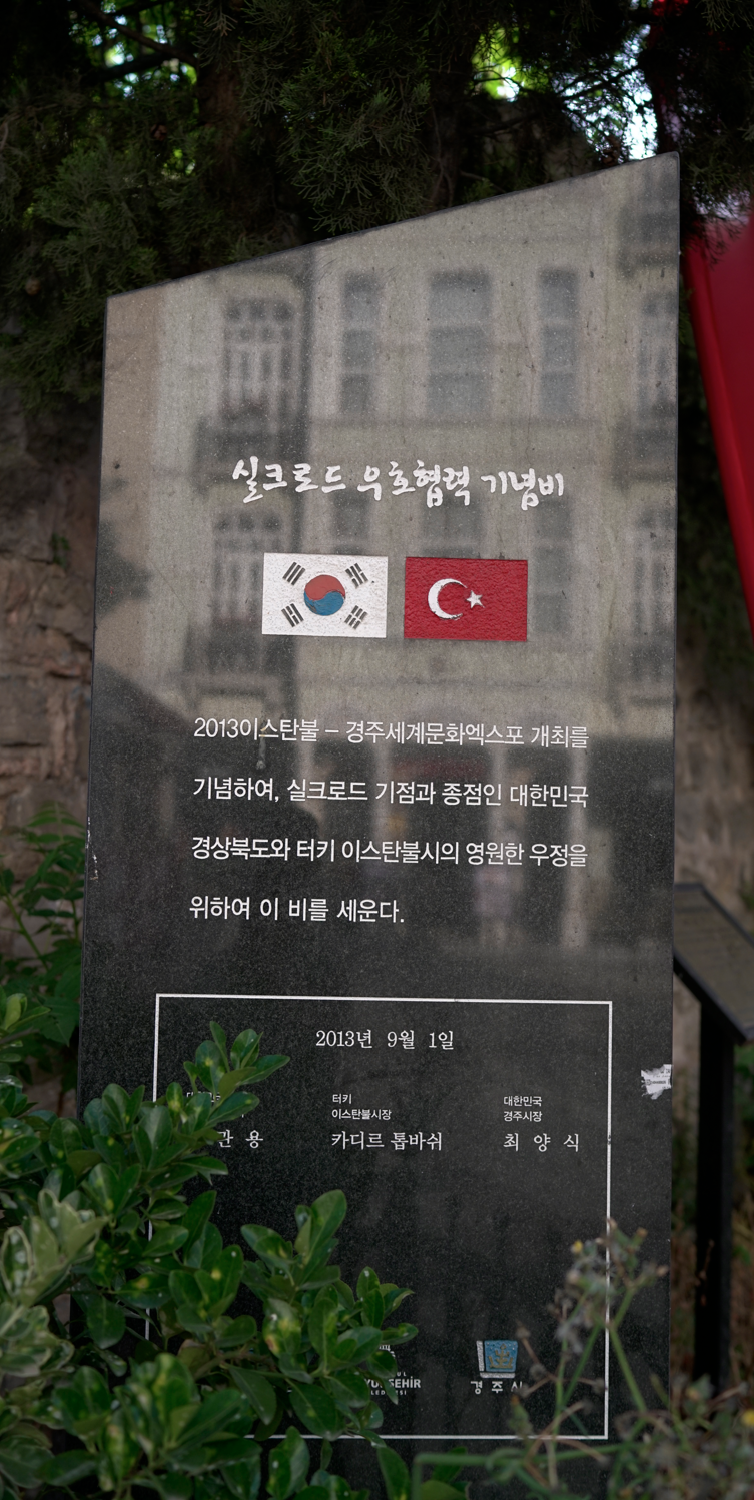 실크로드 우호협력 기념비
2013이스탄불 – 경주세계문화엑스포 개최를
기념하여, 실크로드 기점과 종점인 대한민국
경상북도와 터키 이스탄불시의 영원한 우정을
위하여 이 비를 세운다.
2013년 9월 1일
터키 대한민국
이스탄불시장 경주시장
관 용 카디르 톱바쉬 최 양 식
경주시